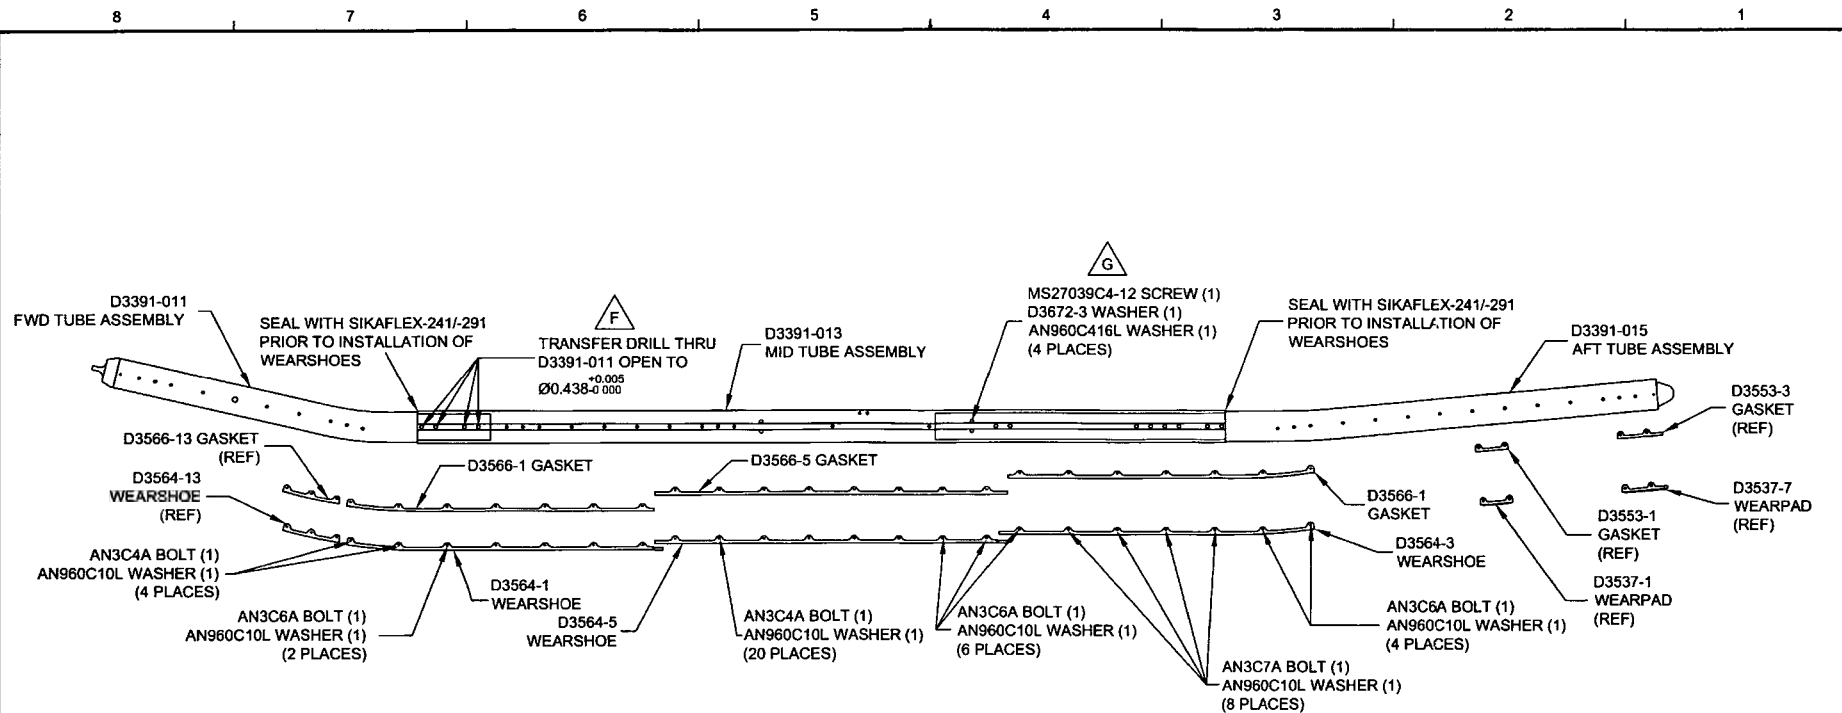 8 7 6 5 4 3 2 1
D3391-011
FWD TUBE ASSEMBLY
SEAL WITH SIKAFLEX-241/-291
PRIOR TO INSTALLATION OF
WEARSHOES
F
TRANSFER DRILL THRU
D3391-011 OPEN TO
Ø0.438 +0.005
-0.000
D3391-013
MID TUBE ASSEMBLY
G
MS27039C4-12 SCREW (1)
D3672-3 WASHER (1)
AN960C416L WASHER (1)
(4 PLACES)
SEAL WITH SIKAFLEX-241/-291
PRIOR TO INSTALLATION OF
WEARSHOES
D3391-015
AFT TUBE ASSEMBLY
D3553-3
GASKET
(REF)
D3566-13 GASKET
(REF)
D3566-1 GASKET
D3566-5 GASKET
D3564-13
WEARSHOE
(REF)
D3566-1
GASKET
D3537-7
WEARPAD
(REF)
D3553-1
GASKET
(REF)
AN3C4A BOLT (1)
AN960C10L WASHER (1)
(4 PLACES)
D3564-3
WEARSHOE
D3564-1
WEARSHOE
D3537-1
WEARPAD
(REF)
AN3C6A BOLT (1)
AN960C10L WASHER (1)
(2 PLACES)
D3564-5
WEARSHOE
AN3C4A BOLT (1)
AN960C10L WASHER (1)
(20 PLACES)
AN3C6A BOLT (1)
AN960C10L WASHER (1)
(6 PLACES)
AN3C6A BOLT (1)
AN960C10L WASHER (1)
(4 PLACES)
AN3C7A BOLT (1)
AN960C10L WASHER (1)
(8 PLACES)